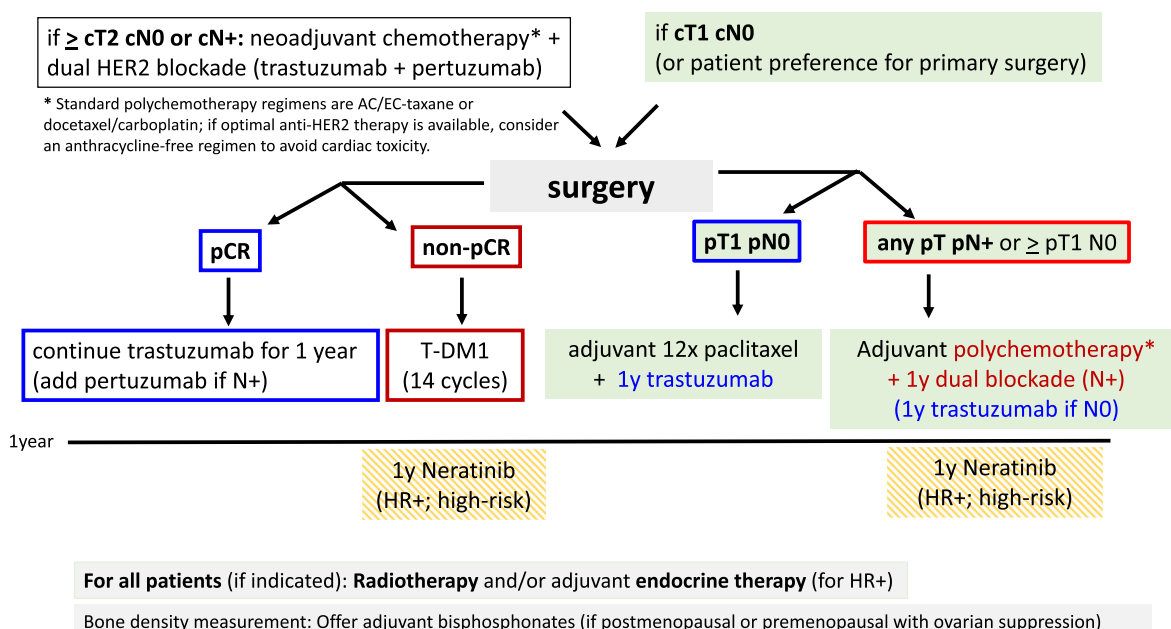 if ≥ cT2 cN0 or cN+: neoadjuvant chemotherapy* +
dual HER2 blockade (trastuzumab + pertuzumab)
if cT1 cN0
(or patient preference for primary surgery)
* Standard polychemotherapy regimens are AC/EC-taxane or
docetaxel/carboplatin; if optimal anti-HER2 therapy is available, consider
an anthracycline-free regimen to avoid cardiac toxicity.
surgery
pCR
non-pCR
pT1 pN0
any pT pN+ or ≥ pT1 N0
continue trastuzumab for 1 year
(add pertuzumab if N+)
T-DM1
(14 cycles)
adjuvant 12x paclitaxel
+ 1y trastuzumab
Adjuvant polychemotherapy*
+ 1y dual blockade (N+)
(1y trastuzumab if N0)
1year
1y Neratinib
(HR+; high-risk)
1y Neratinib
(HR+; high-risk)
For all patients (if indicated): Radiotherapy and/or adjuvant endocrine therapy (for HR+)
Bone density measurement: Offer adjuvant bisphosphonates (if postmenopausal or premenopausal with ovarian suppression)